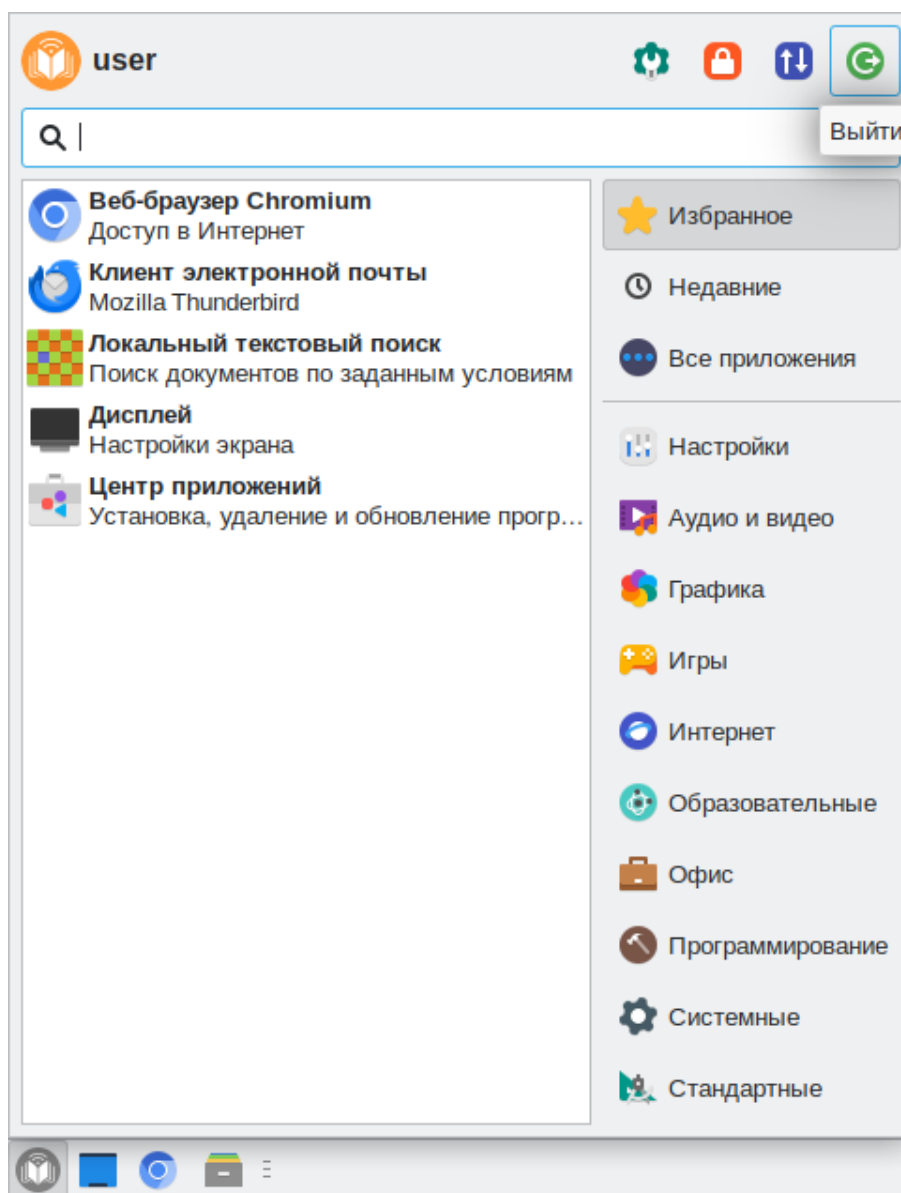 user
Выйти
Веб-браузер Chromium
Доступ в Интернет
Клиент электронной почты
Mozilla Thunderbird
Локальный текстовый поиск
Поиск документов по заданным условиям
Дисплей
Настройки экрана
Центр приложений
Установка, удаление и обновление прогр...
Избранное
Недавние
Все приложения
Настройки
Аудио и видео
Графика
Игры
Интернет
Образовательные
Офис
Программирование
Системные
Стандартные